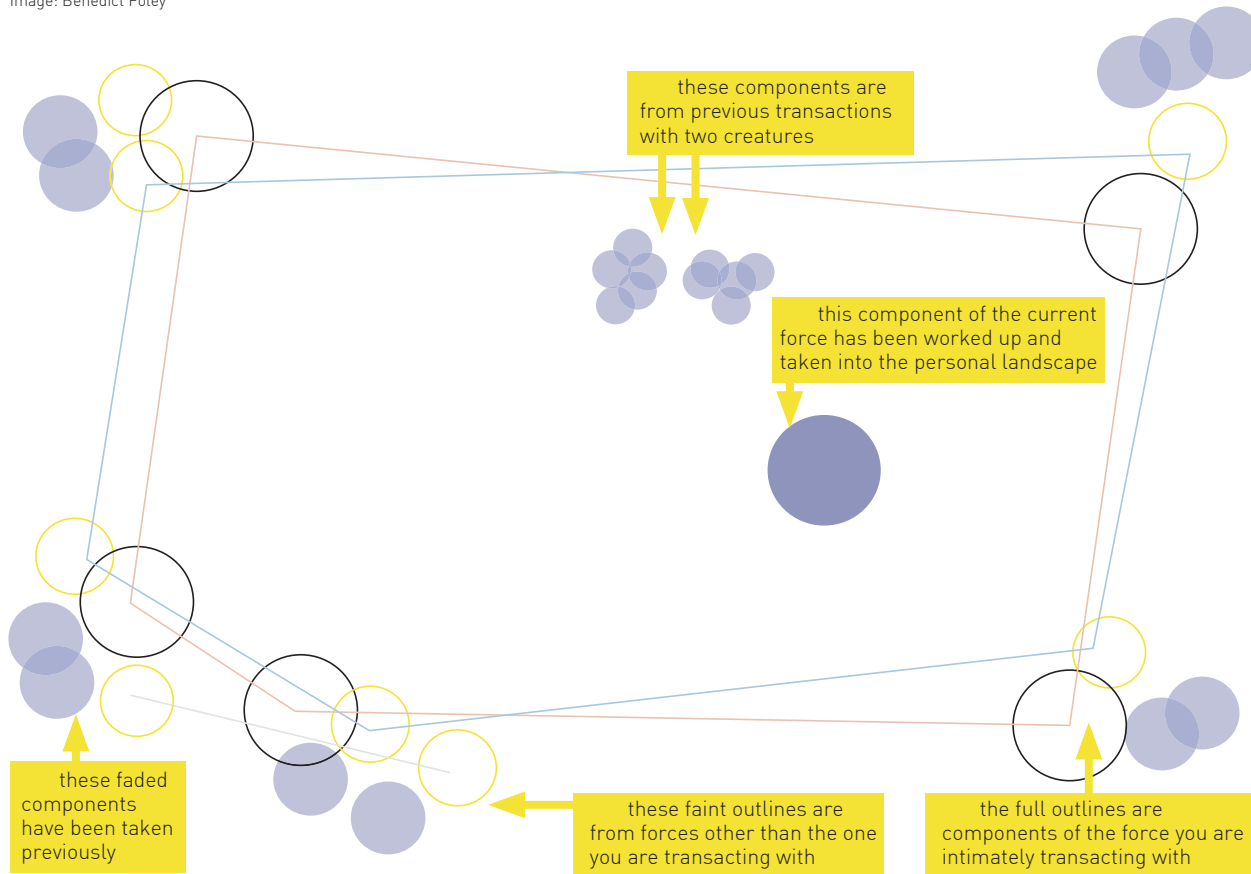 Image: Benedict Foley
these components are
from previous transactions
with two creatures
this component of the current
force has been worked up and
taken into the personal landscape
these faded
components
have been taken
previously
these faint outlines are
from forces other than the one
you are transacting with
the full outlines are
components of the force you are
intimately transacting with